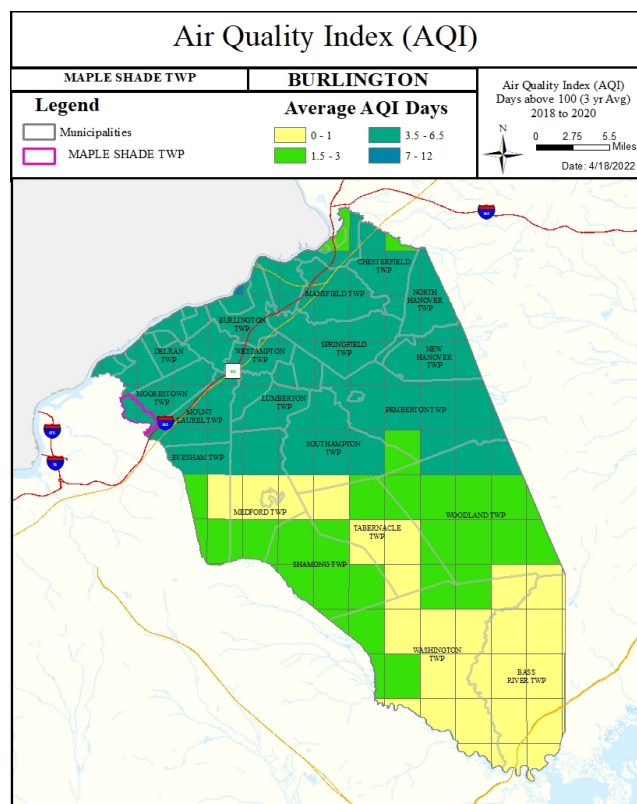 Air Quality Index (AQI)
MAPLE SHADE TWP
BURLINGTON
Legend
Municipalities
MAPLE SHADE TWP
Average AQI Days
0 - 1
3.5 - 6.5
1.5 - 3
7 - 12
Air Quality Index (AQI)
Days above 100 (3 yr Avg)
2018 to 2020
N
0 2.75 5.5
Miles
Date: 4/18/2022
CHESTERFIELD
TWP
MANSFIELD TWP
NORTH
HANOVER
TWP
BURLINGTON
TWP
SPRINGFIELD
TWP
DELRAN
TWP
WESTAMPTON
TWP
NEW
HANOVER
TWP
MOORESTOWN
TWP
LUMBERTON
TWP
MOUNT
LAUREL TWP
PEMBERTON TWP
SOUTHAMPTON
TWP
EVESHAM TWP
MEDFORD TWP
WOODLAND TWP
TABERNACLE
TWP
SHAMONG TWP
WASHINGTON
TWP
BASS
RIVER TWP